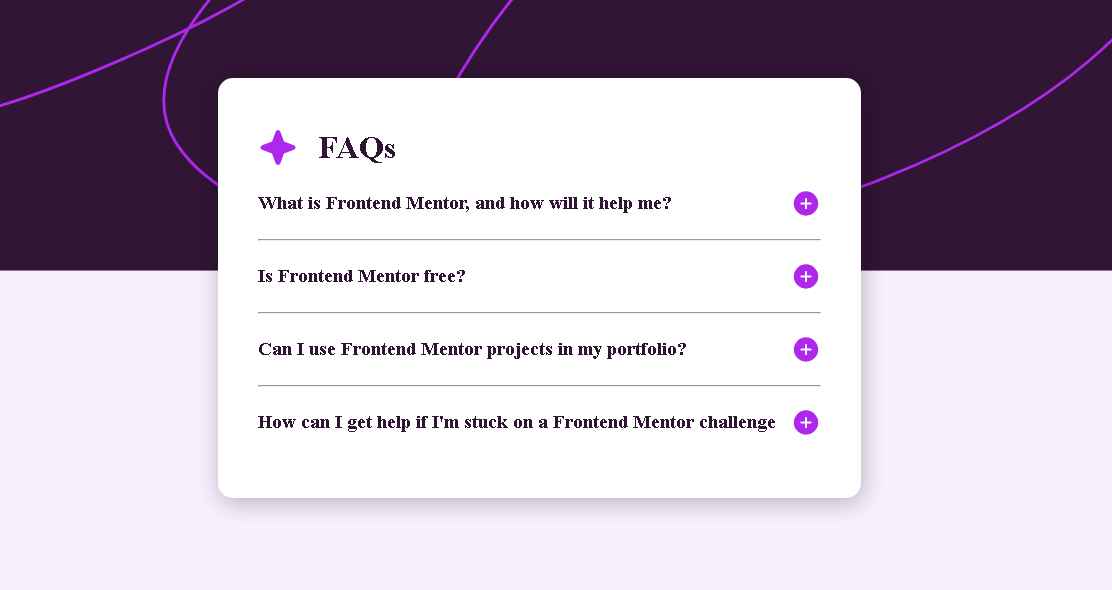 FAQs
What is Frontend Mentor, and how will it help me?
Is Frontend Mentor free?
Can I use Frontend Mentor projects in my portfolio?
How can I get help if I'm stuck on a Frontend Mentor challenge